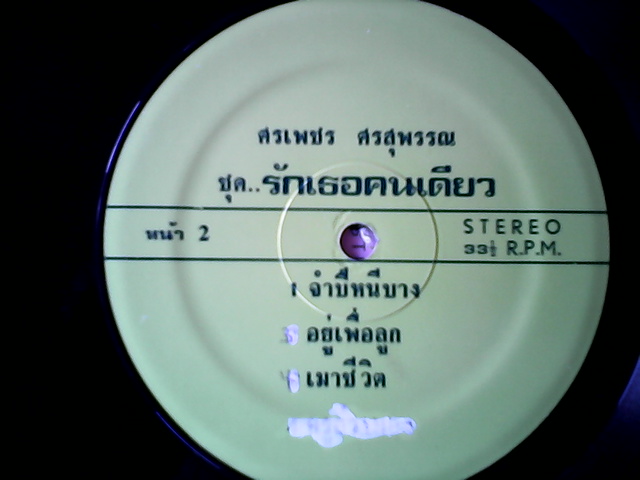 ศรเพชร ศรสุพรรณ
ชุด..รักเธอคนเดียว
หน้า 2
STEREO
33⅓ R.P.M.
1 จำปีหนีบาง
อยู่เพื่อลูก
เมาชีวิต